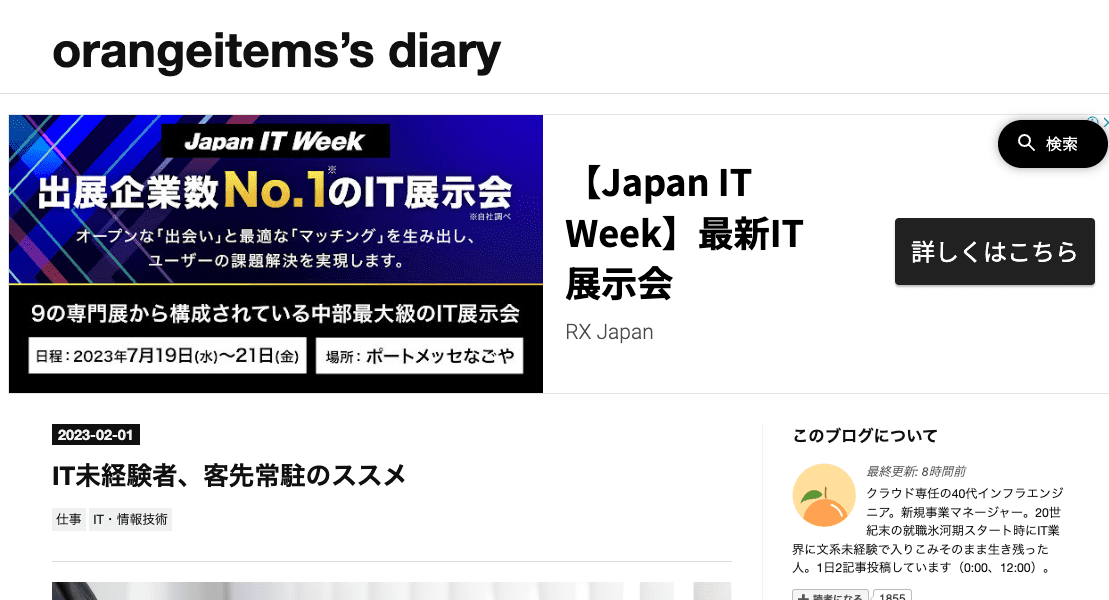 orangeitems’s diary
Japan IT Week
出展企業数No.1※のIT展示会
※自社調べ
オープンな「出会い」と最適な「マッチング」を生み出し、
ユーザーの課題解決を実現します。
9の専門展から構成されている中部最大級のIT展示会
日程：2023年7月19日(水)～21日(金)
場所：ポートメッセなごや
【Japan IT
Week】最新IT
展示会
RX Japan
詳しくはこちら
検索
2023-02-01
IT未経験者、客先常駐のススメ
仕事
IT・情報技術
このブログについて
最終更新: 8時間前
クラウド専任の40代インフラエンジ
ニア。新規事業マネージャー。20世
紀末の就職氷河期スタート時にIT業
界に文系未経験で入りこみそのまま生き残った
人。1日2記事投稿しています（0:00、12:00）。
読者になる
1855